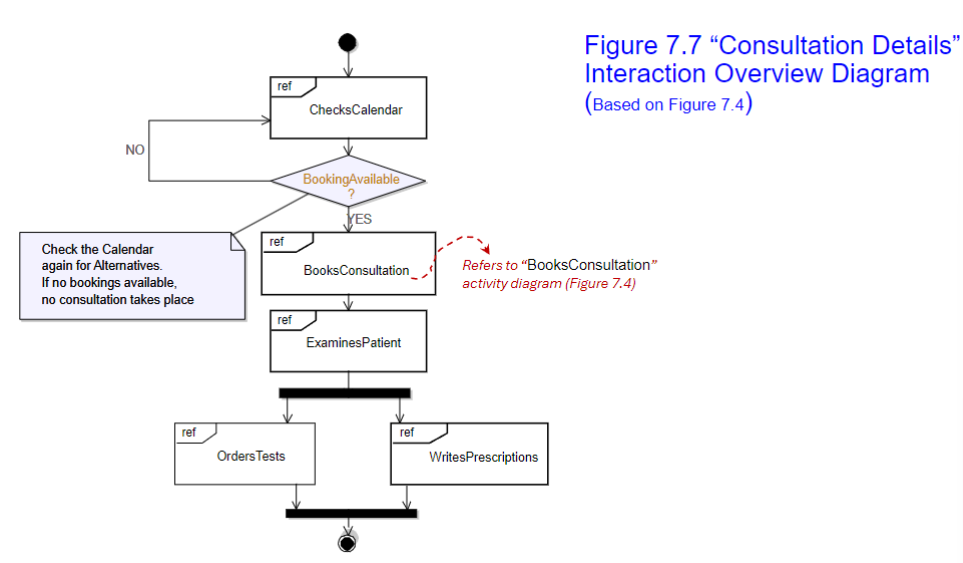 Figure 7.7 “Consultation Details”
Interaction Overview Diagram
(Based on Figure 7.4)
ref
ChecksCalendar
NO
BookingAvailable
?
YES
Check the Calendar
again for Alternatives.
If no bookings available,
no consultation takes place
ref
BooksConsultation
Refers to “BooksConsultation”
activity diagram (Figure 7.4)
ref
ExaminesPatient
ref
OrdersTests
ref
WritesPrescriptions